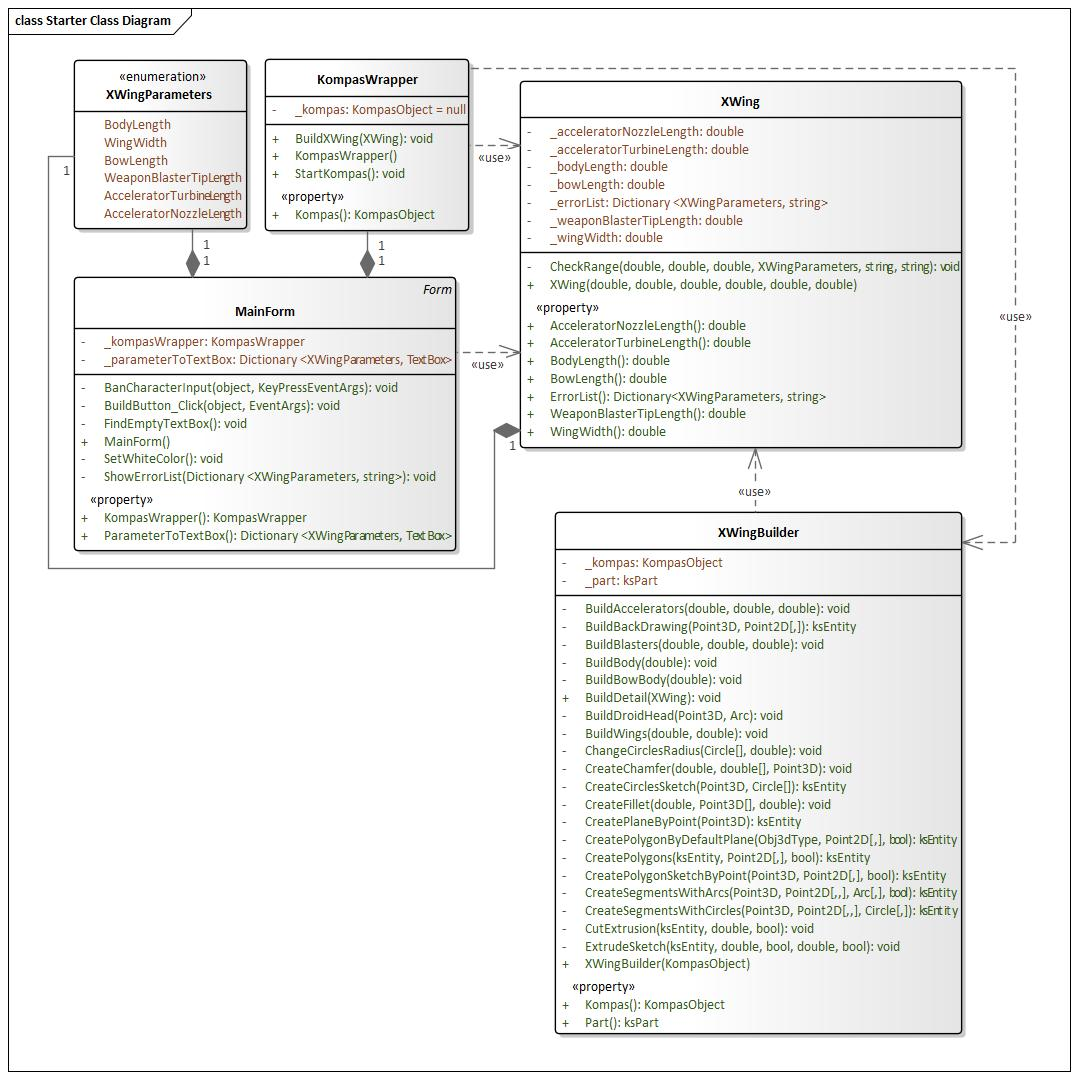 class Starter Class Diagram
«enumeration»
XWingParameters
BodyLength
WingWidth
BowLength
WeaponBlasterTipLength
AcceleratorTurbineLength
AcceleratorNozzleLength
KompasWrapper
- _kompas: KompasObject = null
+ BuildXWing(XWing): void
+ KompasWrapper()
+ StartKompas(): void
«property»
+ Kompas(): KompasObject
XWing
- _acceleratorNozzleLength: double
- _acceleratorTurbineLength: double
- _bodyLength: double
- _bowLength: double
- _errorList: Dictionary <XWingParameters, string>
- _weaponBlasterTipLength: double
- _wingWidth: double
- CheckRange(double, double, double, XWingParameters, string, string): void
+ XWing(double, double, double, double, double, double)
«property»
+ AcceleratorNozzleLength(): double
+ AcceleratorTurbineLength(): double
+ BodyLength(): double
+ BowLength(): double
+ ErrorList(): Dictionary<XWingParameters, string>
+ WeaponBlasterTipLength(): double
+ WingWidth(): double
«use»
1
1
1
1
1
Form
MainForm
- _kompasWrapper: KompasWrapper
- _parameterToTextBox: Dictionary <XWingParameters, TextBox>
- BanCharacterInput(object, KeyPressEventArgs): void
- BuildButton_Click(object, EventArgs): void
- FindEmptyTextBox(): void
+ MainForm()
- SetWhiteColor(): void
- ShowErrorList(Dictionary <XWingParameters, string>): void
«property»
+ KompasWrapper(): KompasWrapper
+ ParameterToTextBox(): Dictionary <XWingParameters, TextBox>
«use»
«use»
1
«use»
XWingBuilder
- _kompas: KompasObject
- _part: ksPart
- BuildAccelerators(double, double, double): void
- BuildBackDrawing(Point3D, Point2D[,]): ksEntity
- BuildBlasters(double, double, double): void
- BuildBody(double): void
- BuildBowBody(double): void
+ BuildDetail(XWing): void
- BuildDroidHead(Point3D, Arc): void
- BuildWings(double, double): void
- ChangeCirclesRadius(Circle[], double): void
- CreateChamfer(double, double[], Point3D): void
- CreateCirclesSketch(Point3D, Circle[]): ksEntity
- CreateFillet(double, Point3D[], double): void
- CreatePlaneByPoint(Point3D): ksEntity
- CreatePolygonByDefaultPlane(Obj3dType, Point2D[,], bool): ksEntity
- CreatePolygons(ksEntity, Point2D[,], bool): ksEntity
- CreatePolygonSketchByPoint(Point3D, Point2D[,], bool): ksEntity
- CreateSegmentsWithArcs(Point3D, Point2D[,,], Arc[,], bool): ksEntity
- CreateSegmentsWithCircles(Point3D, Point2D[,,], Circle[,]): ksEntity
- CutExtrusion(ksEntity, double, bool): void
- ExtrudeSketch(ksEntity, double, bool, double, bool): void
+ XWingBuilder(KompasObject)
«property»
+ Kompas(): KompasObject
+ Part(): ksPart